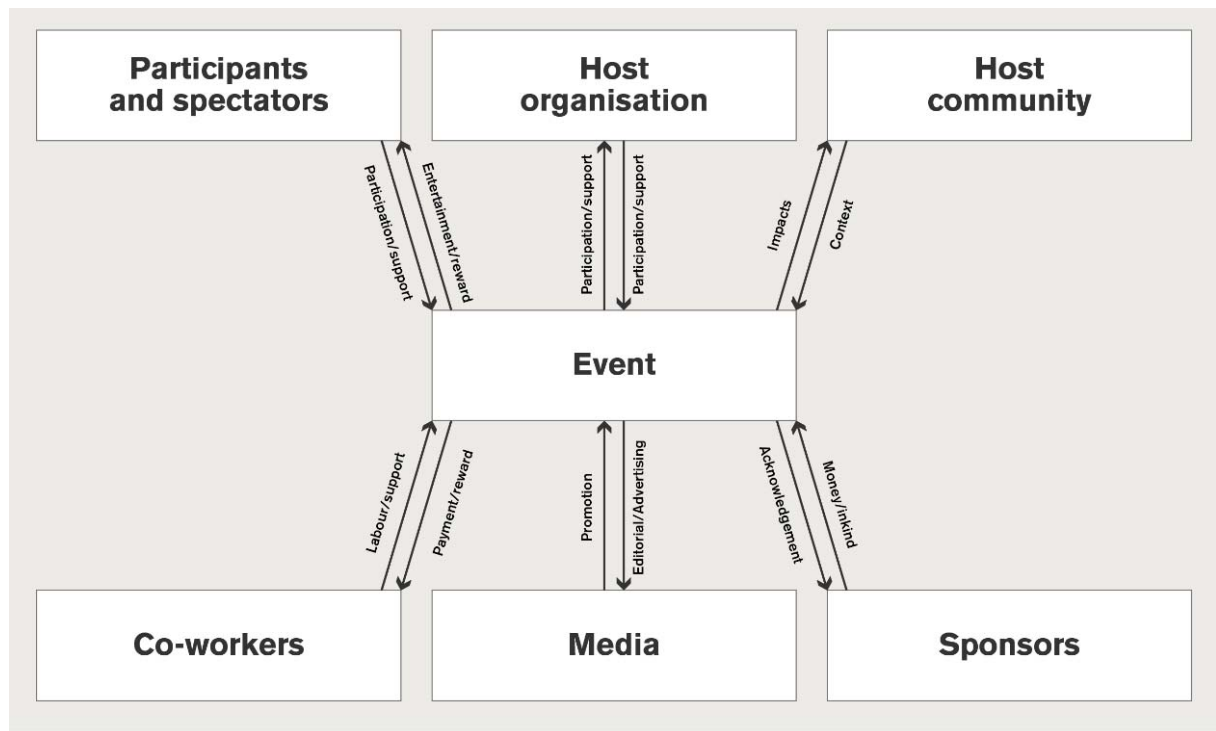 Participants
and spectators
Host
organisation
Host
community
Participation/support
Entertainment/reward
Participation/support
Participation/support
Impacts
Context
Event
Labour/support
Payment/reward
Promotion
Editorial/Advertising
Acknowledgement
Money/inkind
Co-workers
Media
Sponsors